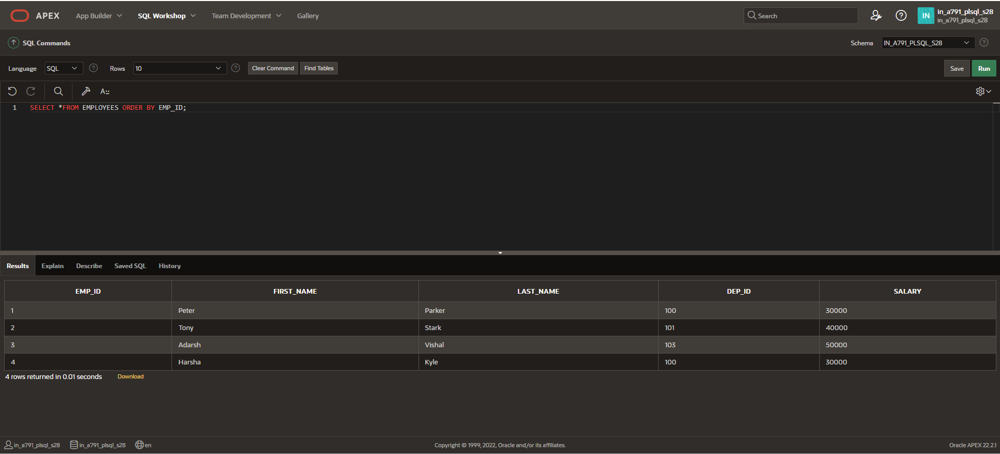 APEX App Builder SQL Workshop Team Development Gallery Search IN in_a791_plsql_s28
in_a791_plsql_s28
SQL Commands Schema IN_A791_PLSQL_S28
Language SQL Rows 10 Clear Command Find Tables Save Run
A::
1 SELECT *FROM EMPLOYEES ORDER BY EMP_ID;
Results Explain Describe Saved SQL History
EMP_ID FIRST_NAME LAST_NAME DEP_ID SALARY
1 Peter Parker 100 30000
2 Tony Stark 101 40000
3 Adarsh Vishal 103 50000
4 Harsha Kyle 100 30000
4 rows returned in 0.01 seconds Download
in_a791_plsql_s28 in_a791_plsql_s28 en Copyright © 1999, 2022, Oracle and/or its affiliates. Oracle APEX 22.2.1